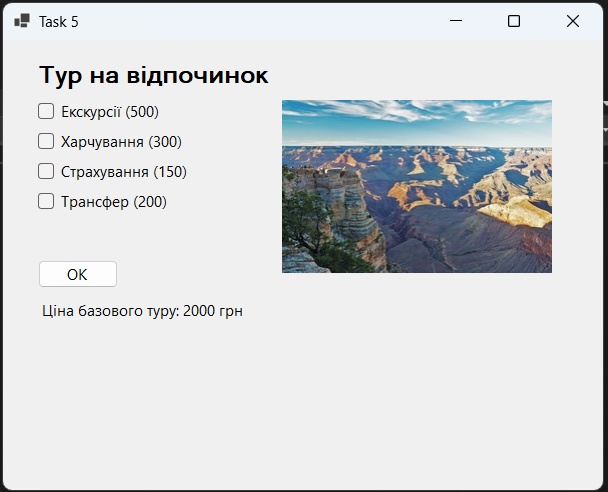 Task 5
Тур на відпочинок
Екскурсії (500)
Харчування (300)
Страхування (150)
Трансфер (200)
OK
Ціна базового туру: 2000 грн